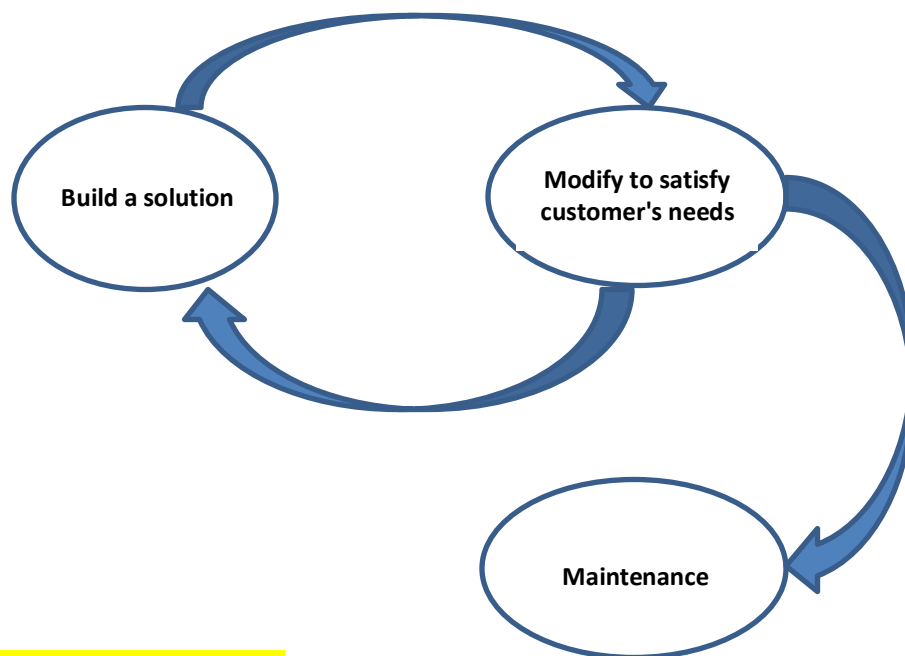 Build a solution
Modify to satisfy
customer's needs
Maintenance